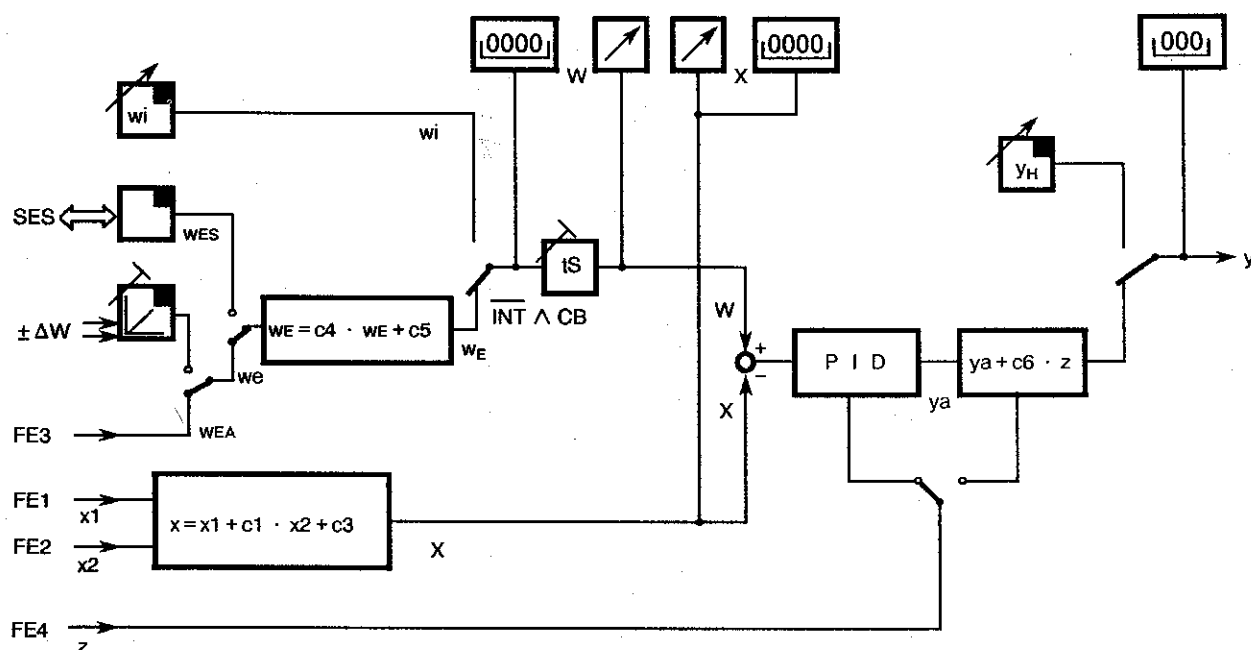 0000
W
X
0000
000
wi
wi
yH
SES
wES
tS
y
± ΔW
wE = c4 · wE + c5
INT ∧ CB
wE
W
+
−
P I D
ya + c6 · z
we
ya
X
FE3
wEA
FE1
x1
x = x1 + c1 · x2 + c3
FE2
x2
X
FE4
z